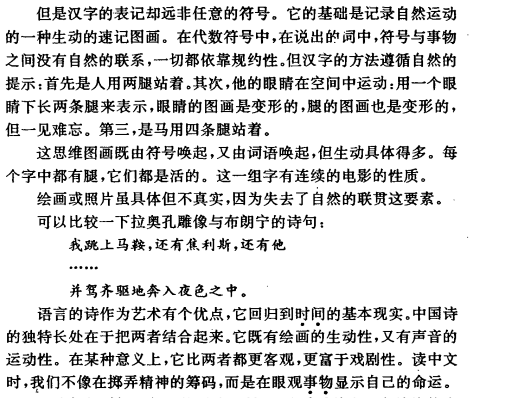 但是汉字的表记却远非任意的符号。它的基础是记录自然运动
的一种生动的速记图画。在代数符号中,在说出的词中,符号与事物
之间没有自然的联系,一切都依靠规约性。但汉字的方法遵循自然的
提示:首先是人用两腿站着。其次,他的眼睛在空间中运动:用一个眼
睛下长两条腿来表示,眼睛的图画是变形的,腿的图画也是变形的,
但一见难忘。第三,是马用四条腿站着。
这思维图画既由符号唤起,又由词语唤起,但生动具体得多。每
个字中都有腿,它们都是活的。这一组字有连续的电影的性质。
绘画或照片虽具体但不真实,因为失去了自然的联贯这要素。
可以比较一下拉奥孔雕像与布朗宁的诗句:
我跳上马鞍,还有焦利斯,还有他
……
并驾齐驱地奔入夜色之中。
语言的诗作为艺术有个优点,它回归到时间的基本现实。中国诗
的独特长处在于把两者结合起来。它既有绘画的生动性,又有声音的
运动性。在某种意义上,它比两者都更客观,更富于戏剧性。读中文
时,我们不像在掷弄精神的筹码,而是在眼观事物显示自己的命运。